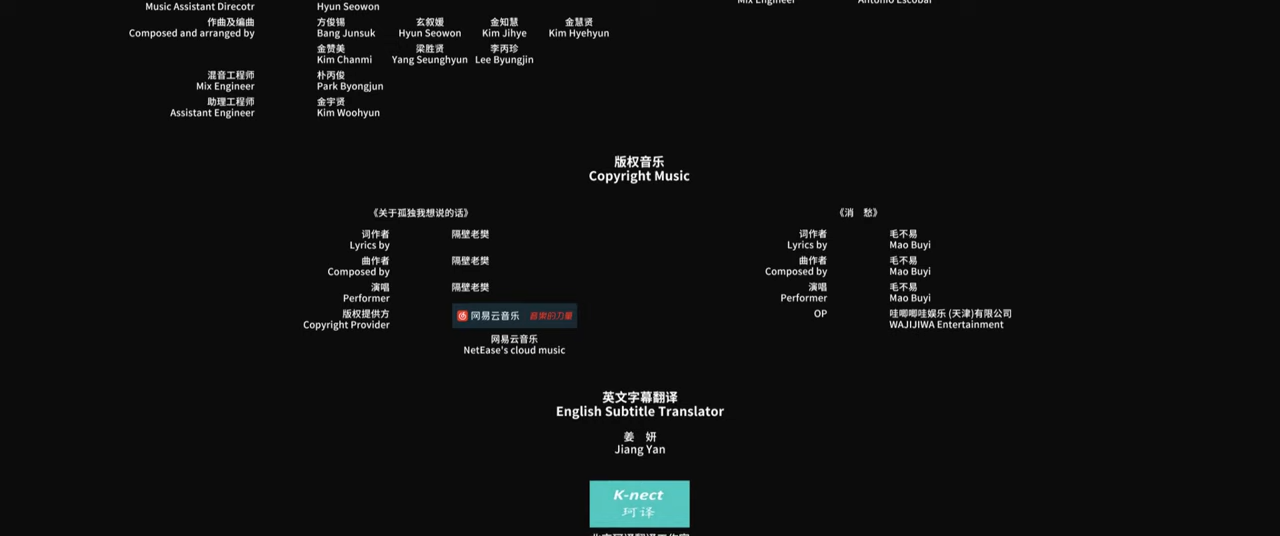 Music Assistant Direcotr Hyun Seowon
Mix Engineer Antonio Escobar
作曲及编曲 方俊锡 玄叙媛 金知慧 金慧贤
Composed and arranged by Bang Junsuk Hyun Seowon Kim Jihye Kim Hyehyun
金赞美 梁胜贤 李丙珍
Kim Chanmi Yang Seunghyun Lee Byungjin
混音工程师 朴丙俊
Mix Engineer Park Byongjun
助理工程师 金宇贤
Assistant Engineer Kim Woohyun
版权音乐
Copyright Music
《关于孤独我想说的话》
词作者 隔壁老樊
Lyrics by
曲作者 隔壁老樊
Composed by
演唱 隔壁老樊
Performer
版权提供方 网易云音乐 音乐的力量
Copyright Provider
网易云音乐
NetEase's cloud music
《消 愁》
词作者 毛不易
Lyrics by Mao Buyi
曲作者 毛不易
Composed by Mao Buyi
演唱 毛不易
Performer Mao Buyi
OP 哇唧唧哇娱乐 (天津)有限公司
WAJIJIWA Entertainment
英文字幕翻译
English Subtitle Translator
姜 妍
Jiang Yan
K-nect
珂译